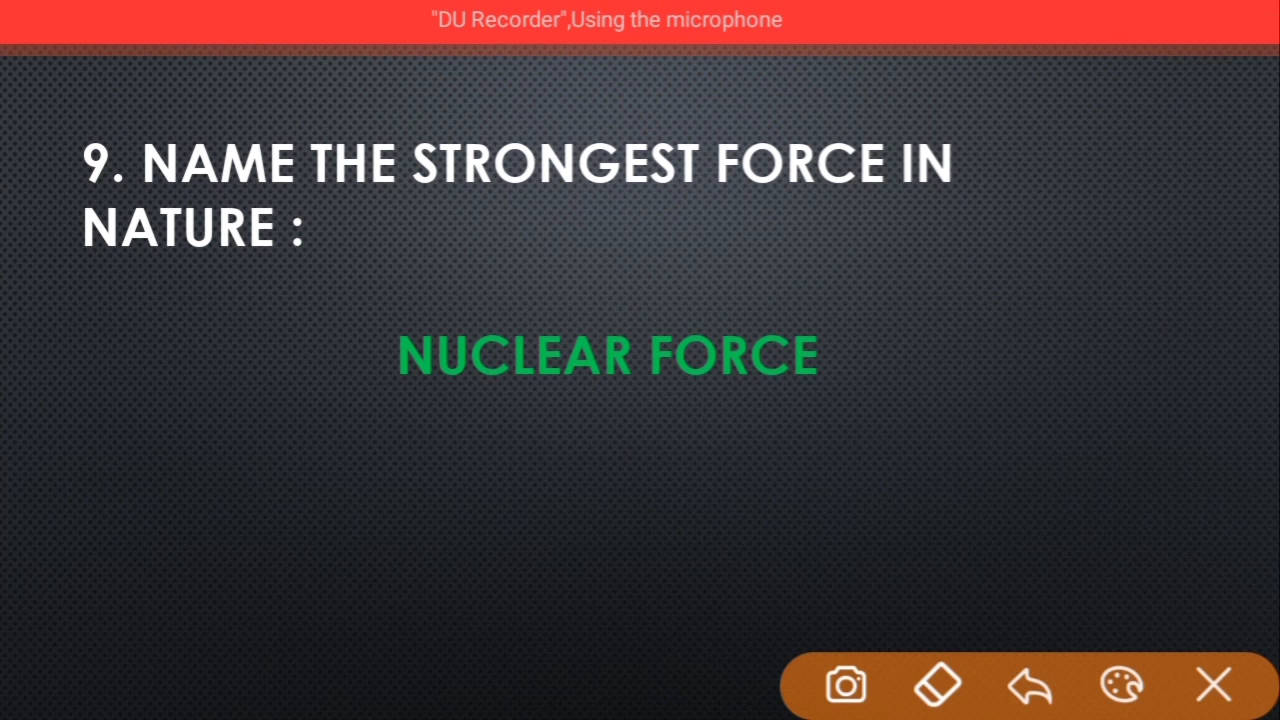 "DU Recorder",Using the microphone
9. NAME THE STRONGEST FORCE IN
NATURE :
NUCLEAR FORCE